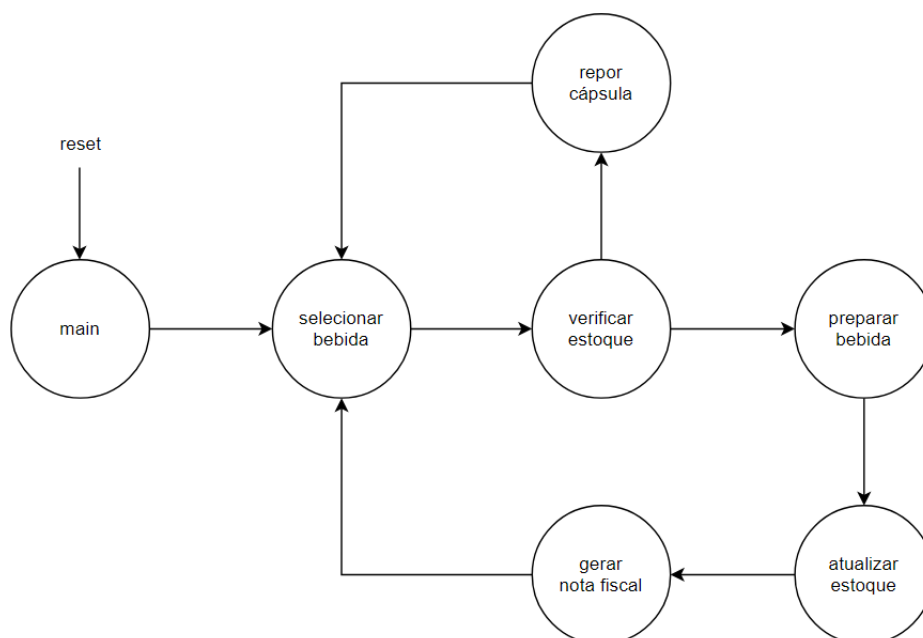 repor
cápsula
reset
main
selecionar
bebida
verificar
estoque
preparar
bebida
gerar
nota fiscal
atualizar
estoque